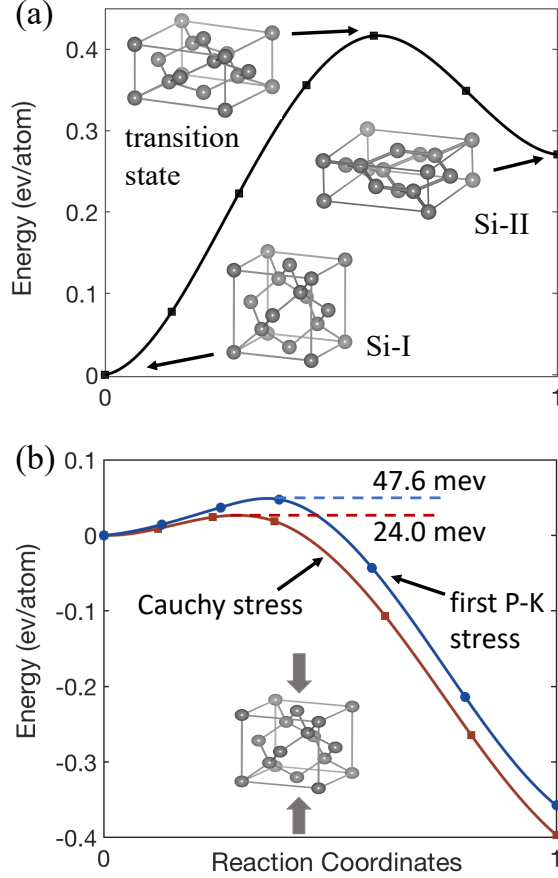 (a)
Energy (ev/atom)
0.4
0.3
0.2
0.1
0
transition
state
Si-II
Si-I
0
1
(b)
Energy (ev/atom)
0.1
0
-0.1
-0.2
-0.3
-0.4
47.6 mev
24.0 mev
Cauchy stress
first P-K
stress
0
Reaction Coordinates
1